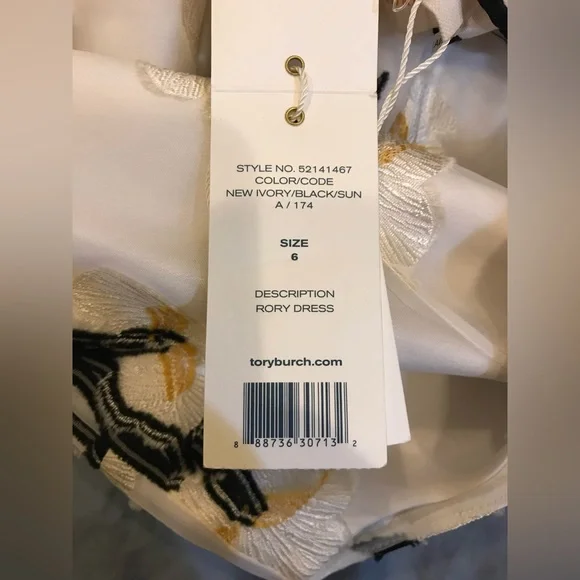 STYLE NO. 52141467
COLOR/CODE
NEW IVORY/BLACK/SUN
A / 174
SIZE
6
DESCRIPTION
RORY DRESS
toryburch.com
8 88736 30713 2